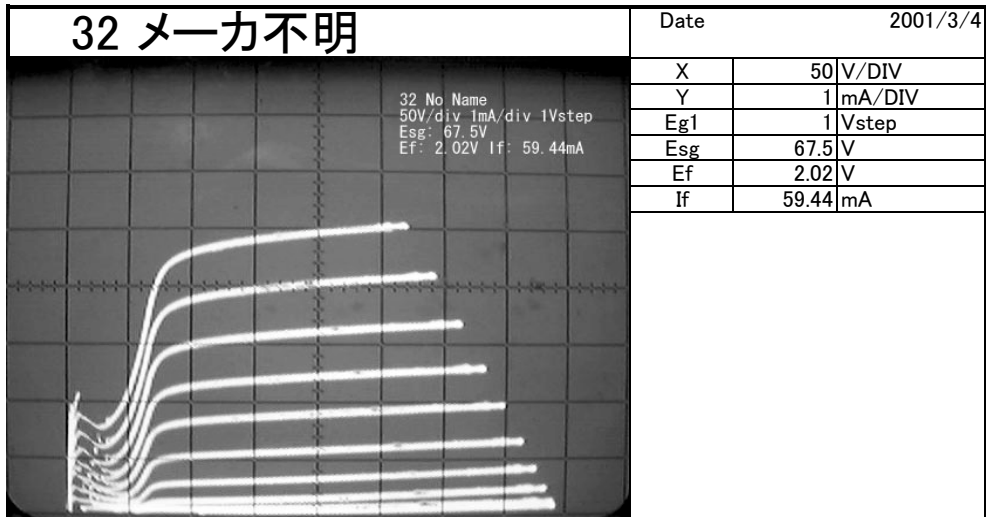 32 メーカ不明
Date 2001/3/4
X 50 V/DIV
Y 1 mA/DIV
Eg1 1 Vstep
Esg 67.5 V
Ef 2.02 V
If 59.44 mA
32 No Name
50V/div 1mA/div 1Vstep
Esg: 67.5V
Ef: 2.02V If: 59.44mA